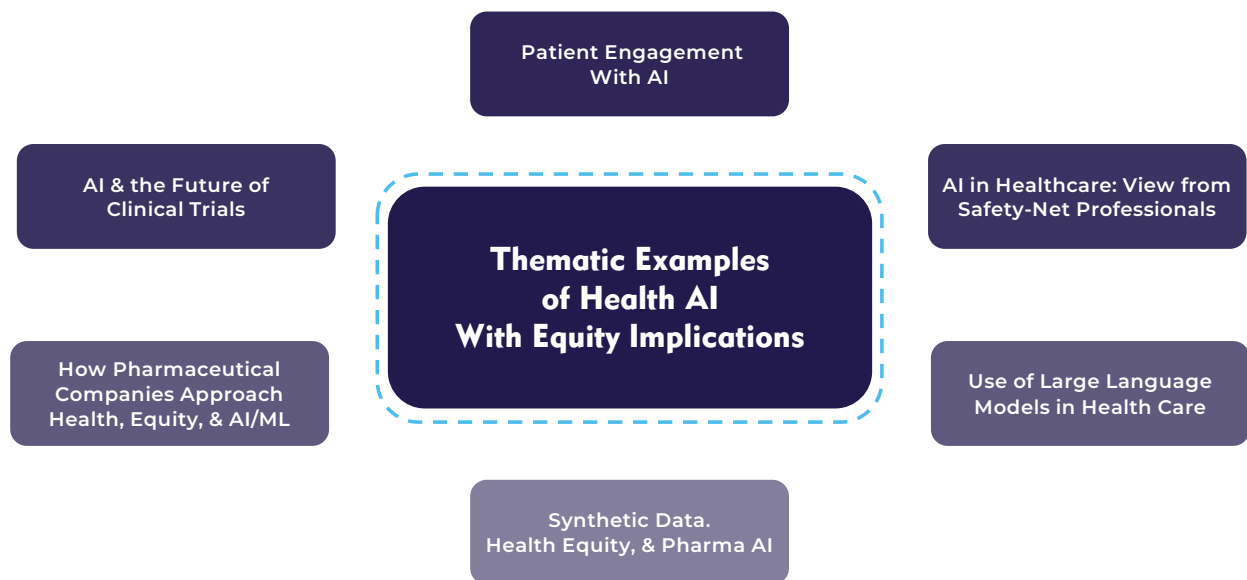 Patient Engagement
With AI
AI & the Future of
Clinical Trials
AI in Healthcare: View from
Safety-Net Professionals
Thematic Examples
of Health AI
With Equity Implications
How Pharmaceutical
Companies Approach
Health, Equity, & AI/ML
Use of Large Language
Models in Health Care
Synthetic Data.
Health Equity, & Pharma AI